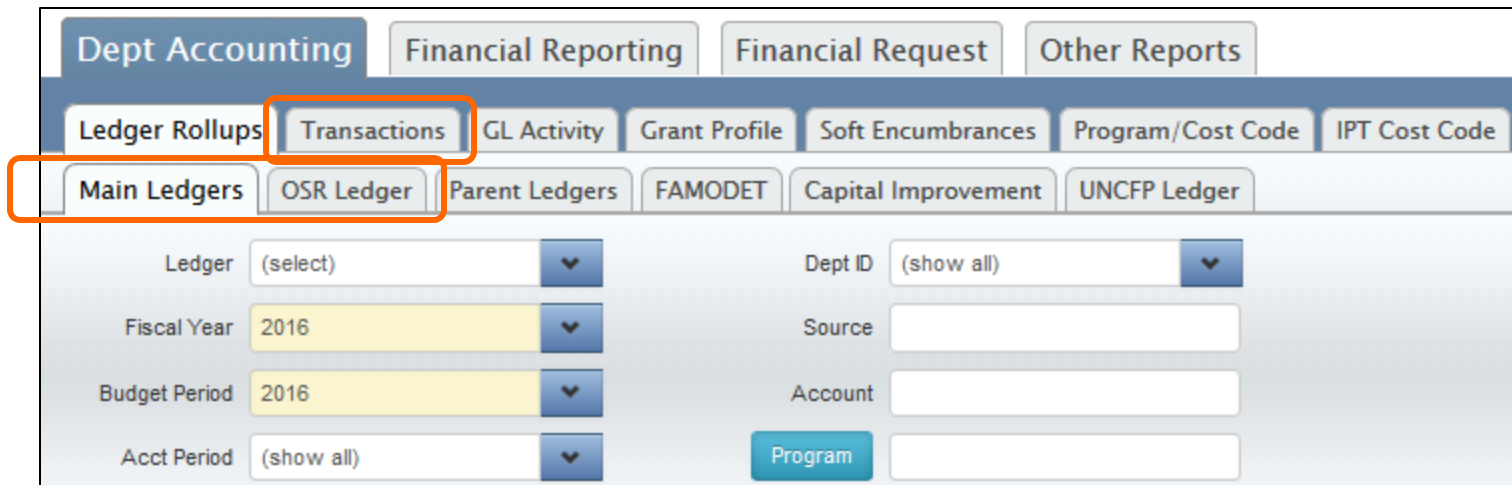 Dept Accounting Financial Reporting Financial Request Other Reports
Ledger Rollups Transactions GL Activity Grant Profile Soft Encumbrances Program/Cost Code IPT Cost Code
Main Ledgers OSR Ledger Parent Ledgers FAMODET Capital Improvement UNCFP Ledger
Ledger (select) Dept ID (show all)
Fiscal Year 2016 Source
Budget Period 2016 Account
Acct Period (show all) Program